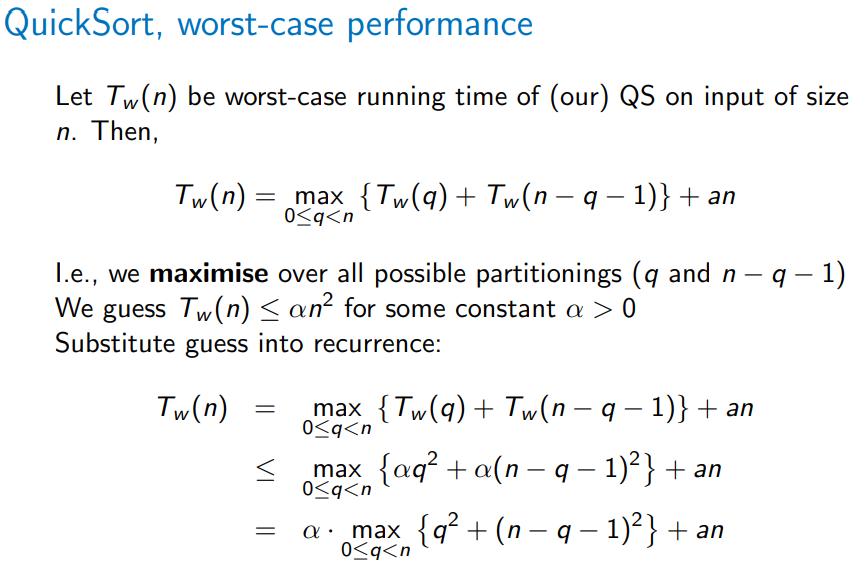 QuickSort, worst-case performance
Let T_w(n) be worst-case running time of (our) QS on input of size
n. Then,
T_w(n) = max_{0≤q<n} {T_w(q) + T_w(n − q − 1)} + an
I.e., we maximise over all possible partitionings (q and n − q − 1)
We guess T_w(n) ≤ αn² for some constant α > 0
Substitute guess into recurrence:
T_w(n) = max_{0≤q<n} {T_w(q) + T_w(n − q − 1)} + an
≤ max_{0≤q<n} {αq² + α(n − q − 1)²} + an
= α · max_{0≤q<n} {q² + (n − q − 1)²} + an